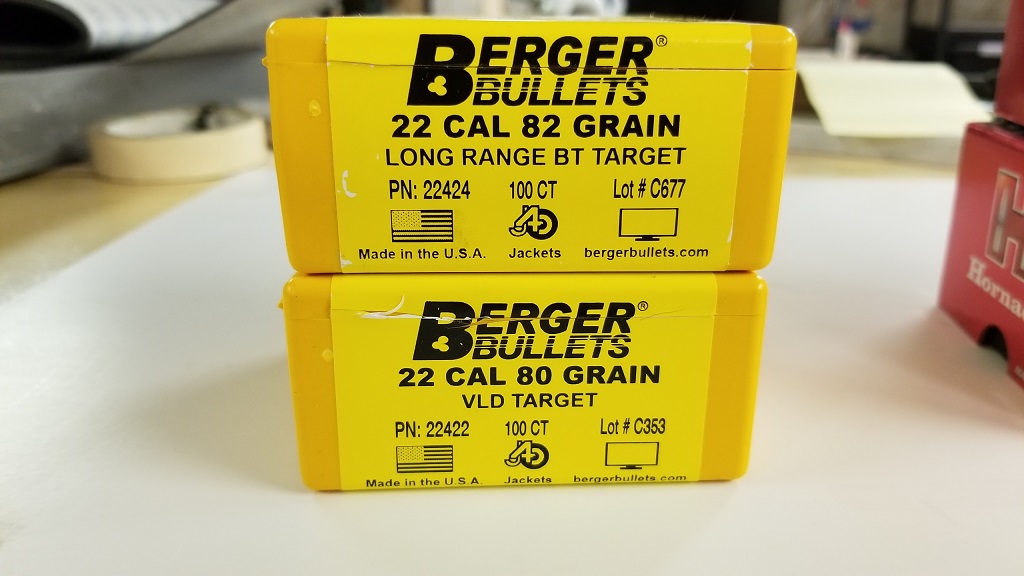 BERGER®
BULLETS
22 CAL 82 GRAIN
LONG RANGE BT TARGET
PN: 22424 100 CT Lot # C677
Made in the U.S.A. Jackets bergerbullets.com
BERGER®
BULLETS
22 CAL 80 GRAIN
VLD TARGET
PN: 22422 100 CT Lot # C353
Made in the U.S.A. Jackets bergerbullets.com
H
Horna